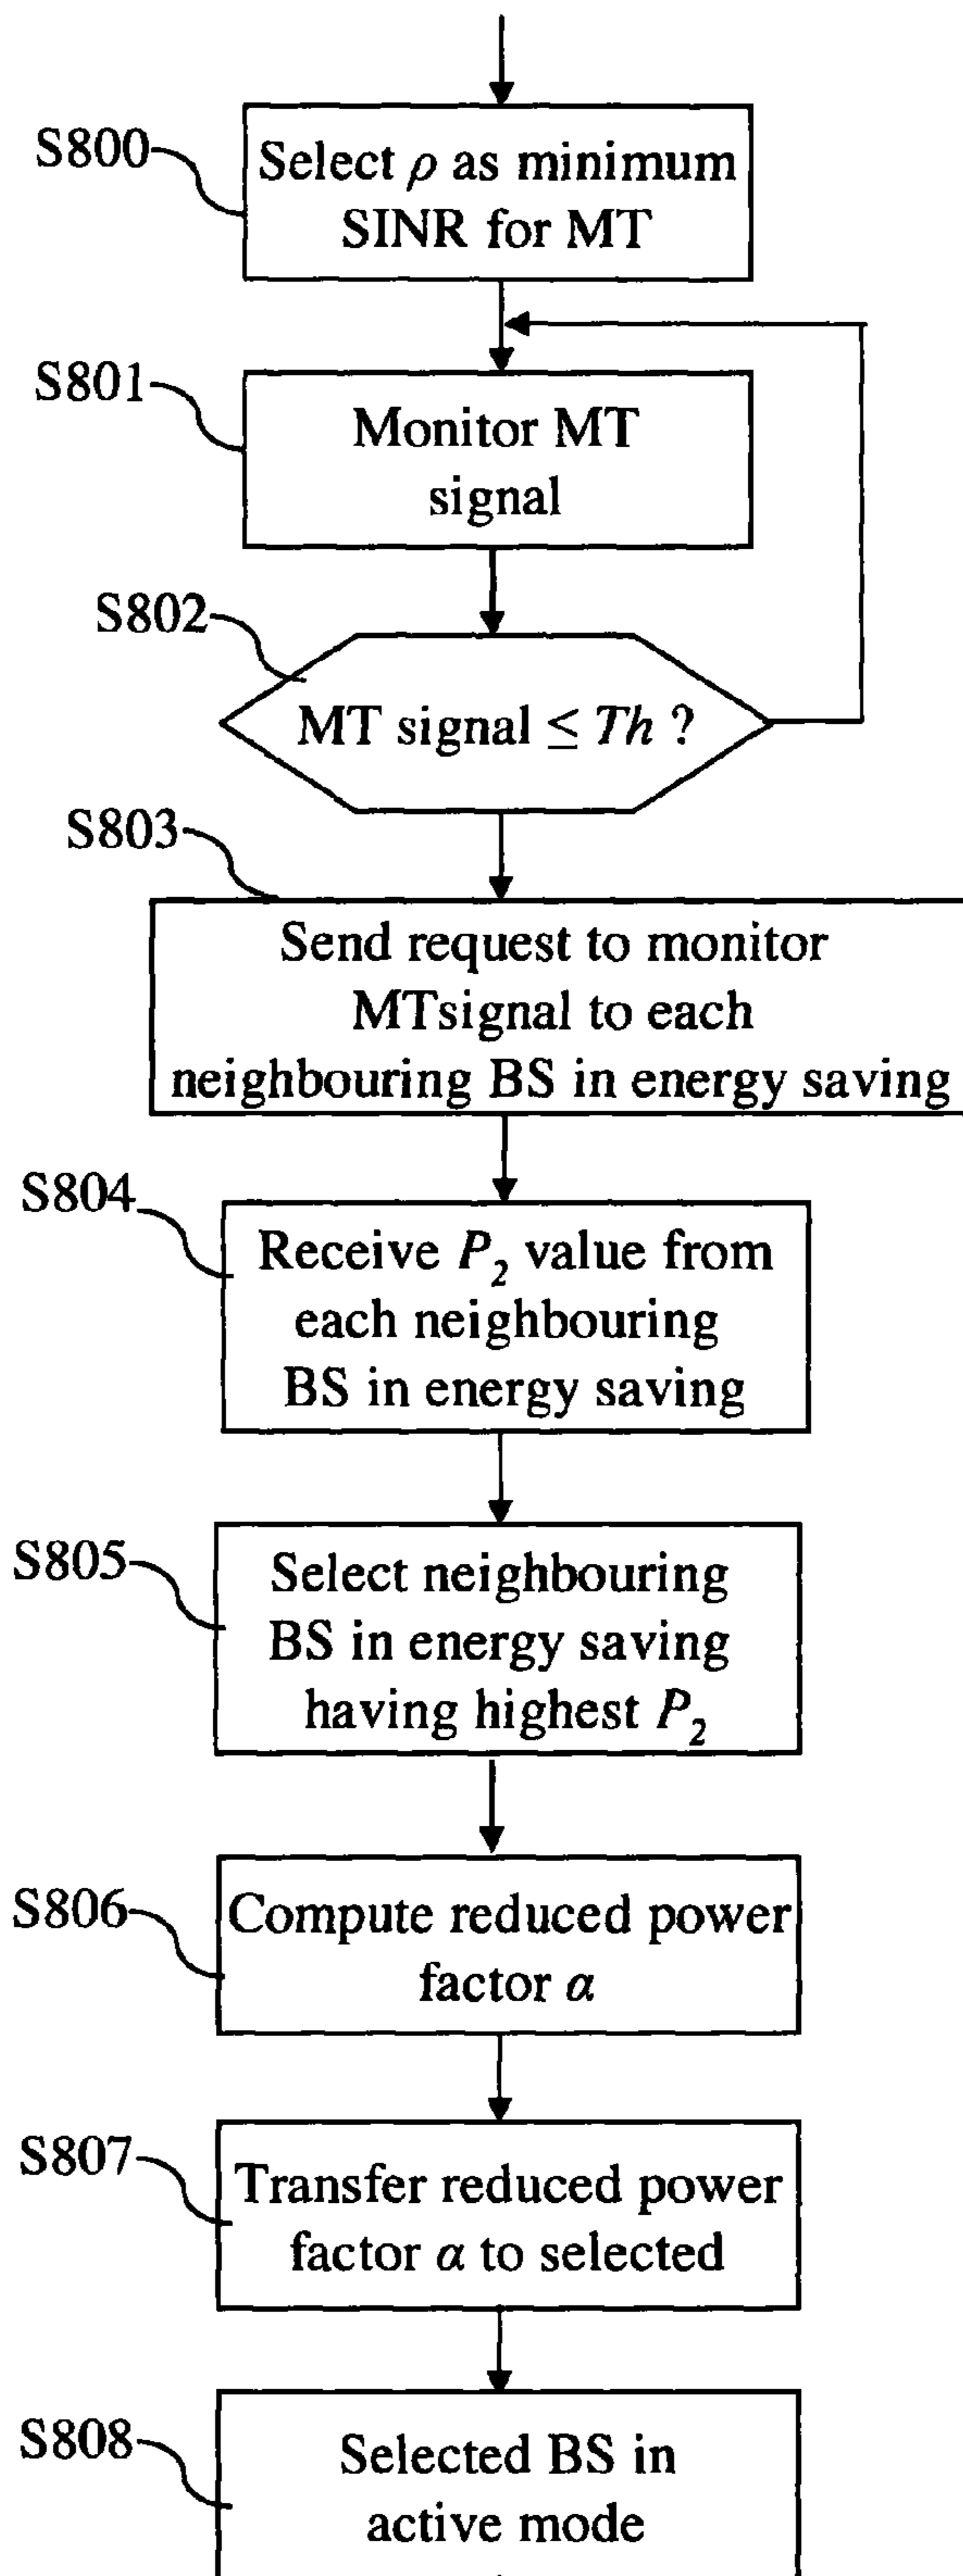 S800
Select ρ as minimum
SINR for MT
S801
Monitor MT
signal
S802
MT signal ≤ Th ?
S803
Send request to monitor
MTsignal to each
neighbouring BS in energy saving
S804
Receive P₂ value from
each neighbouring
BS in energy saving
S805
Select neighbouring
BS in energy saving
having highest P₂
S806
Compute reduced power
factor α
S807
Transfer reduced power
factor α to selected
S808
Selected BS in
active mode